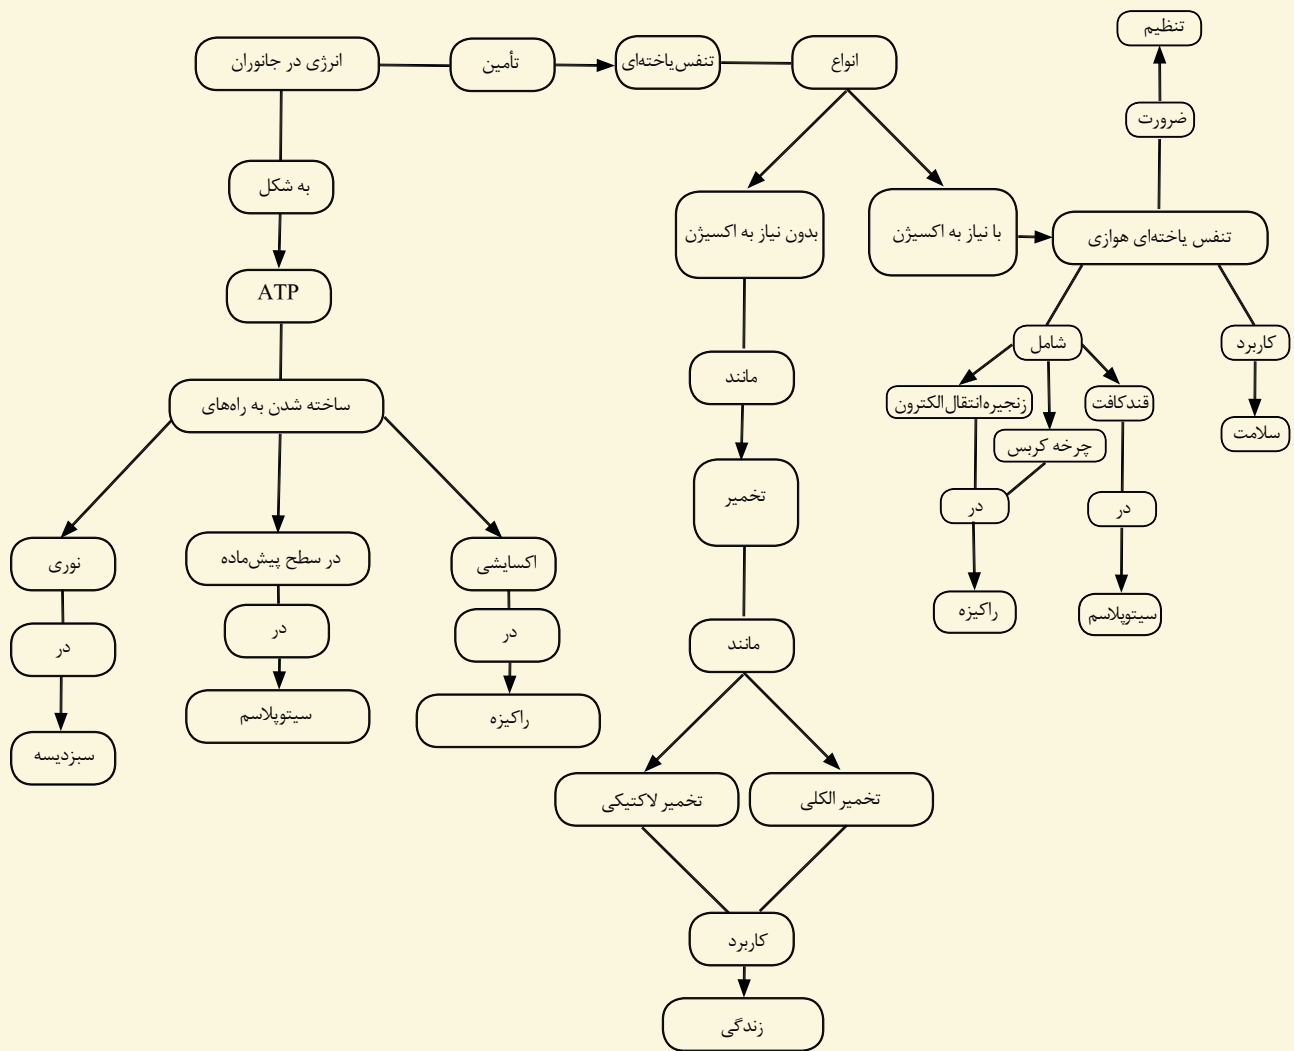 تنظیم
ضرورت
انرژی در جانوران
تأمین
تنفس یاخته‌ای
انواع
به شکل
ATP
بدون نیاز به اکسیژن
با نیاز به اکسیژن
تنفس یاخته‌ای هوازی
شامل
کاربرد
مانند
ساخته شدن به راه‌های
زنجیره انتقال الکترون
قندکافت
چرخه کربس
سلامت
تخمیر
در
در
نوری
در سطح پیش‌ماده
اکسایشی
راکیزه
سیتوپلاسم
در
در
در
مانند
سبزدیسه
سیتوپلاسم
راکیزه
تخمیر لاکتیکی
تخمیر الکلی
کاربرد
زندگی